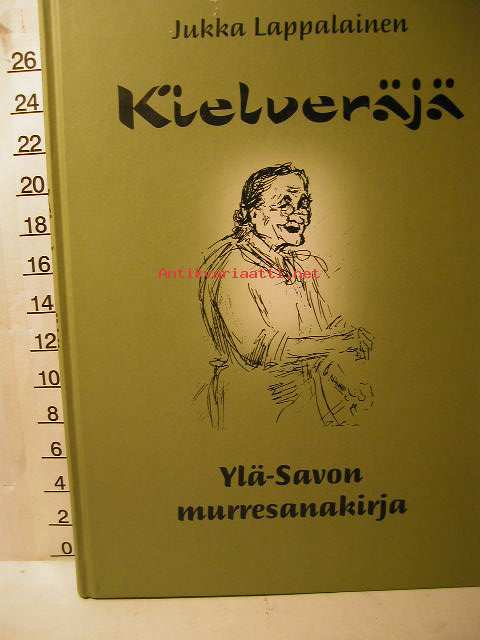 Jukka Lappalainen
Kielveräjä
Antikvariaatti.net
Ylä-Savon
murresanakirja
26
24
22
20
18
16
14
12
10
8
6
4
2
0